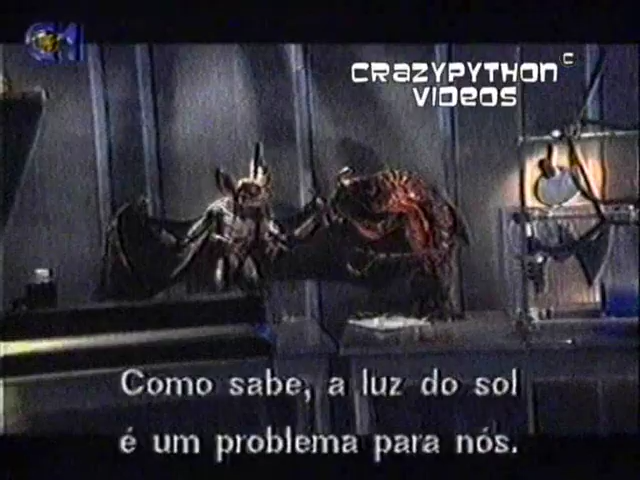 CRAZYPYTHON
C
VIDEOS
Como sabe, a luz do sol
é um problema para nós.